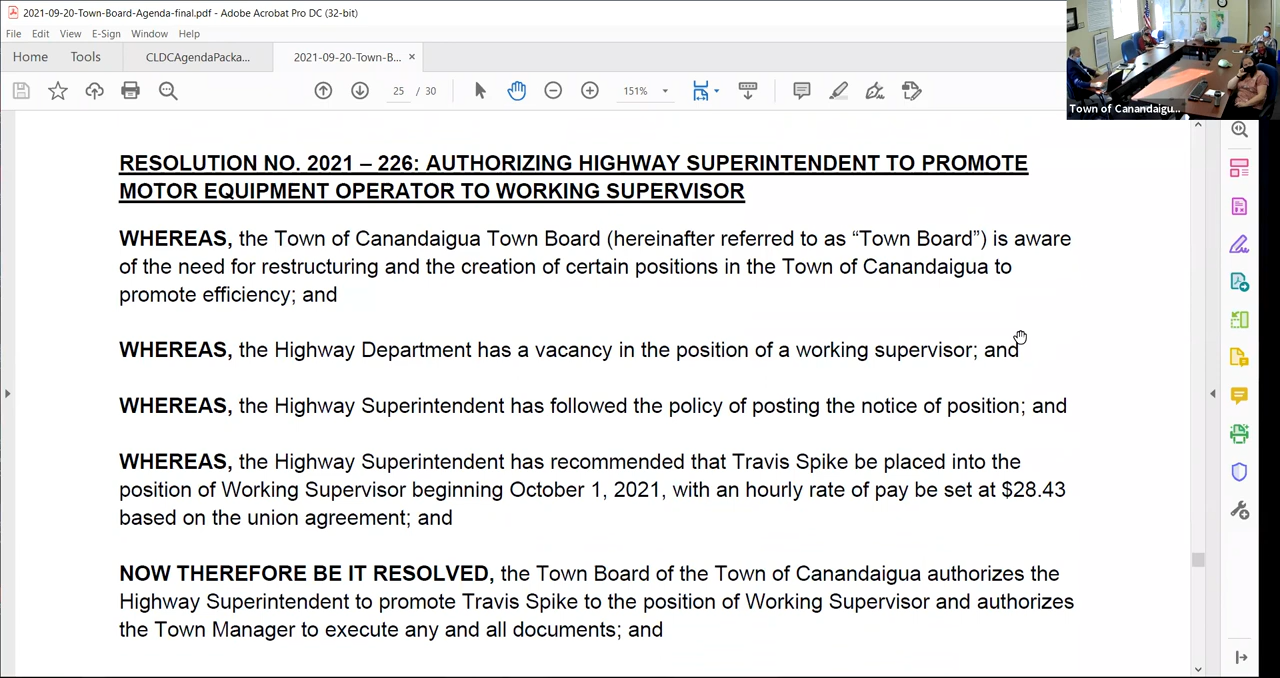 2021-09-20-Town-Board-Agenda-final.pdf - Adobe Acrobat Pro DC (32-bit)
File Edit View E-Sign Window Help
Home Tools CLDCAgendaPacka... 2021-09-20-Town-B... ×
25 / 30 151%
Town of Canandaigu...
RESOLUTION NO. 2021 – 226: AUTHORIZING HIGHWAY SUPERINTENDENT TO PROMOTE
MOTOR EQUIPMENT OPERATOR TO WORKING SUPERVISOR
WHEREAS, the Town of Canandaigua Town Board (hereinafter referred to as “Town Board”) is aware
of the need for restructuring and the creation of certain positions in the Town of Canandaigua to
promote efficiency; and
WHEREAS, the Highway Department has a vacancy in the position of a working supervisor; and
WHEREAS, the Highway Superintendent has followed the policy of posting the notice of position; and
WHEREAS, the Highway Superintendent has recommended that Travis Spike be placed into the
position of Working Supervisor beginning October 1, 2021, with an hourly rate of pay be set at $28.43
based on the union agreement; and
NOW THEREFORE BE IT RESOLVED, the Town Board of the Town of Canandaigua authorizes the
Highway Superintendent to promote Travis Spike to the position of Working Supervisor and authorizes
the Town Manager to execute any and all documents; and